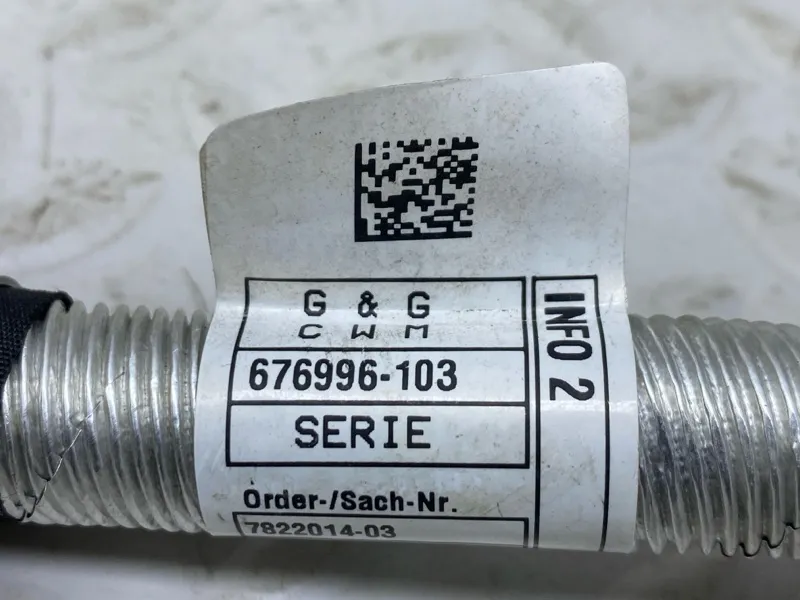 G & G
C W M
676996-103
SERIE
INFO 2
Order-/Sach-Nr.
7822014-03